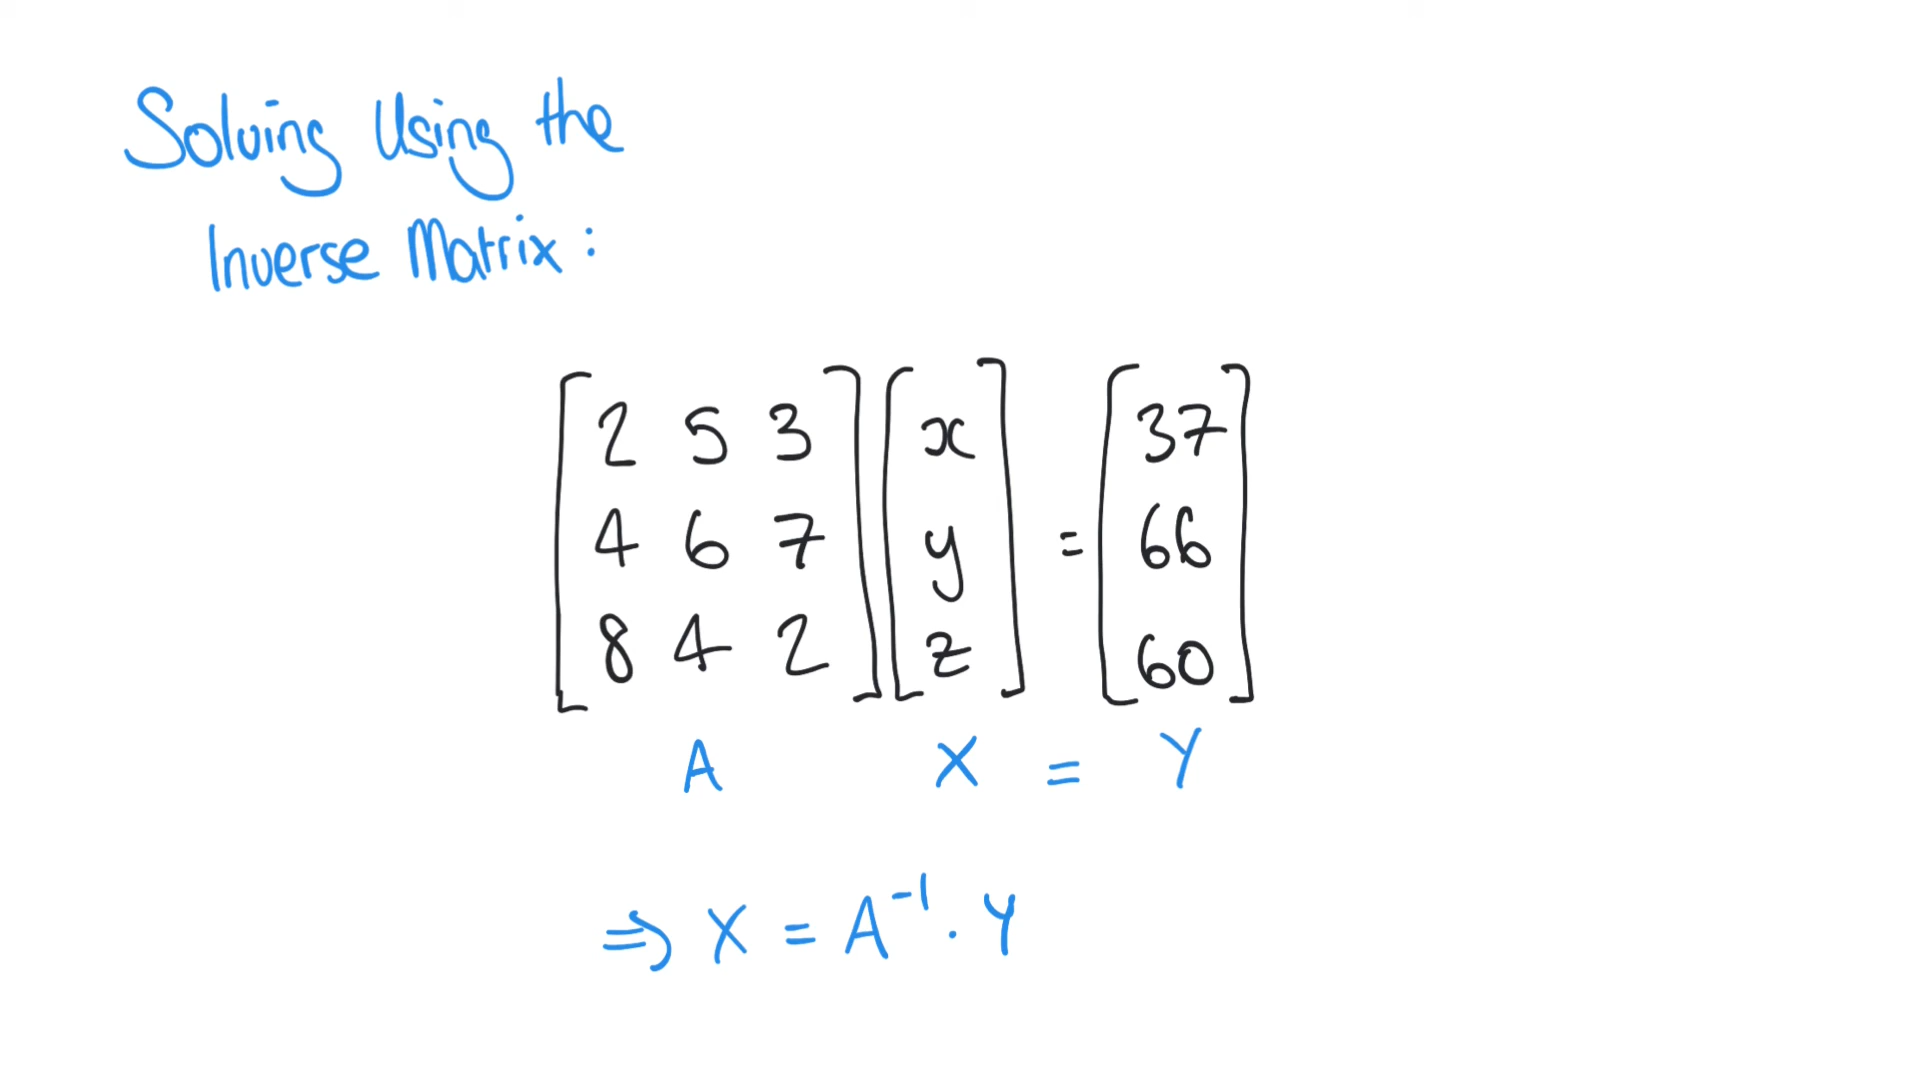 Solving Using the
Inverse Matrix:
2 5 3 x 37
4 6 7 y = 66
8 4 2 z 60
A X = Y
⇒ X = A⁻¹ · Y